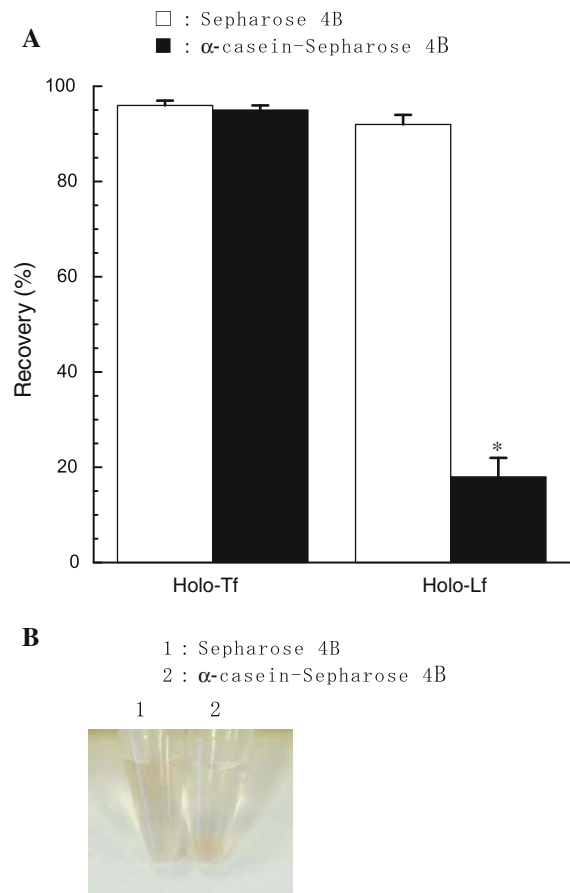 A
□ : Sepharose 4B
■ : α-casein-Sepharose 4B
100
80
60
40
20
0
Recovery (%)
*
Holo-Tf
Holo-Lf
B
1 : Sepharose 4B
2 : α-casein-Sepharose 4B
1 2